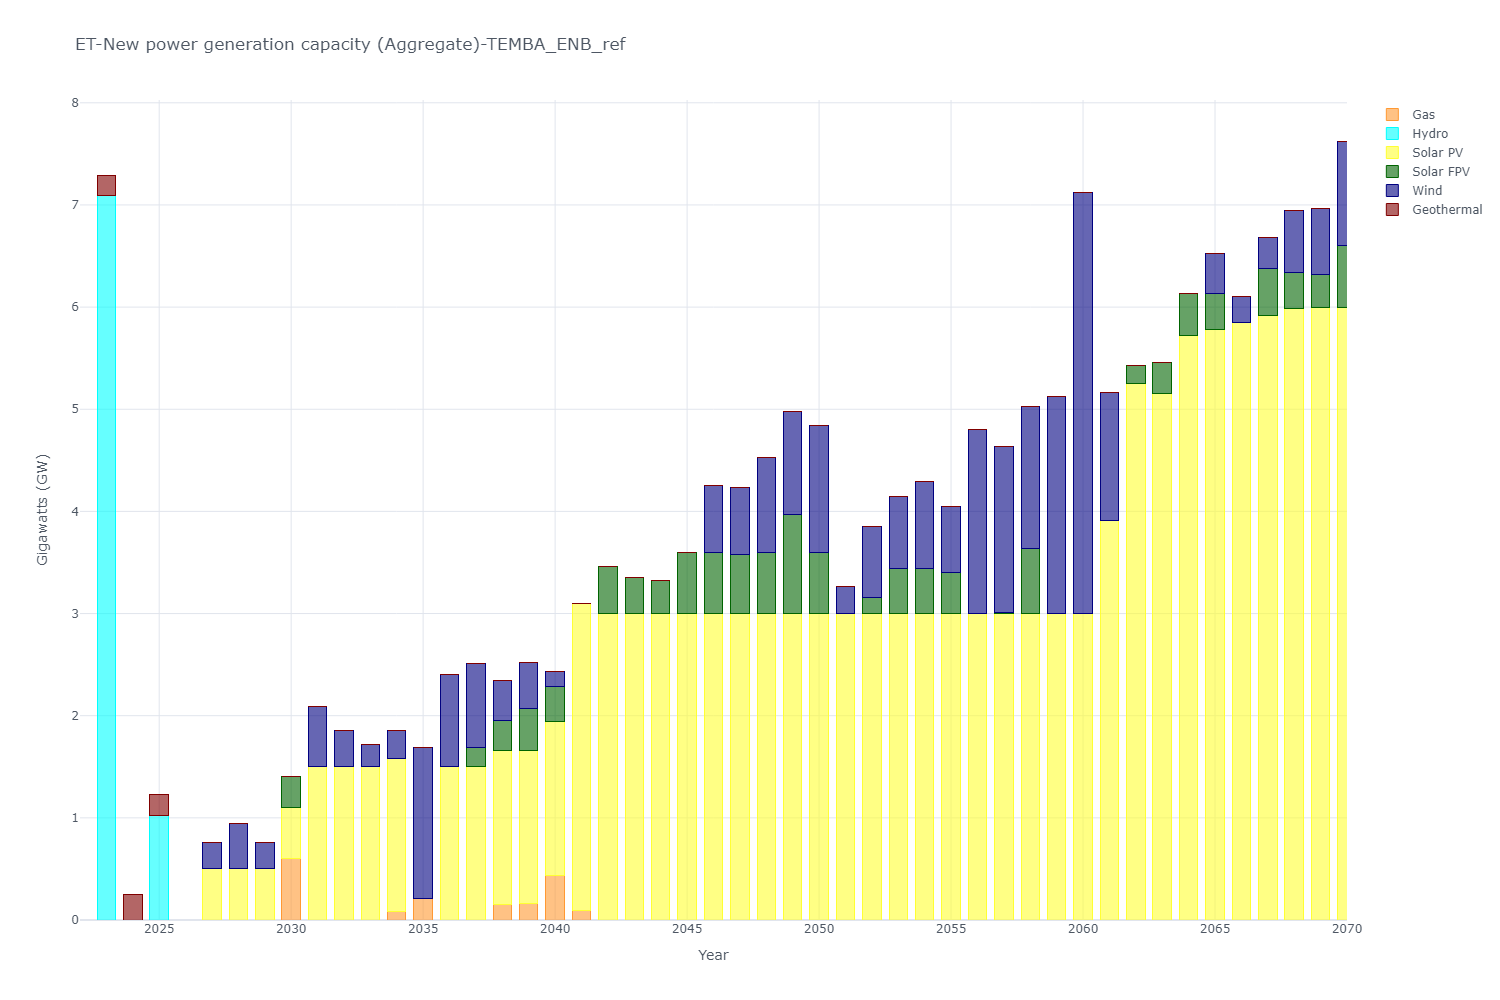 ET-New power generation capacity (Aggregate)-TEMBA_ENB_ref
Gigawatts (GW)
8
7
6
5
4
3
2
1
0
2025 2030 2035 2040 2045 2050 2055 2060 2065 2070
Year
Gas
Hydro
Solar PV
Solar FPV
Wind
Geothermal